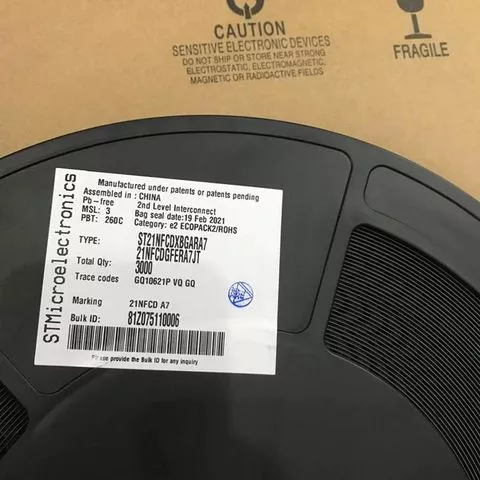 CAUTION
SENSITIVE ELECTRONIC DEVICES
DO NOT SHIP OR STORE NEAR STRONG
ELECTROSTATIC, ELECTROMAGNETIC,
MAGNETIC OR RADIOACTIVE FIELDS
FRAGILE
STMicroelectronics
Manufactured under patents or patents pending
Assembled in : CHINA
Pb-free 2nd Level Interconnect
MSL: 3 Bag seal date:19 Feb 2021
PBT: 260C Category: e2 ECOPACK2/ROHS
TYPE: ST21NFCDXBGARA7
21NFCDGFERA7JT
Total Qty: 3000
Trace codes GQ10621P VQ GQ
Marking 21NFCD A7
Bulk ID: 81Z075110006
Please provide the Bulk ID for any inquiry